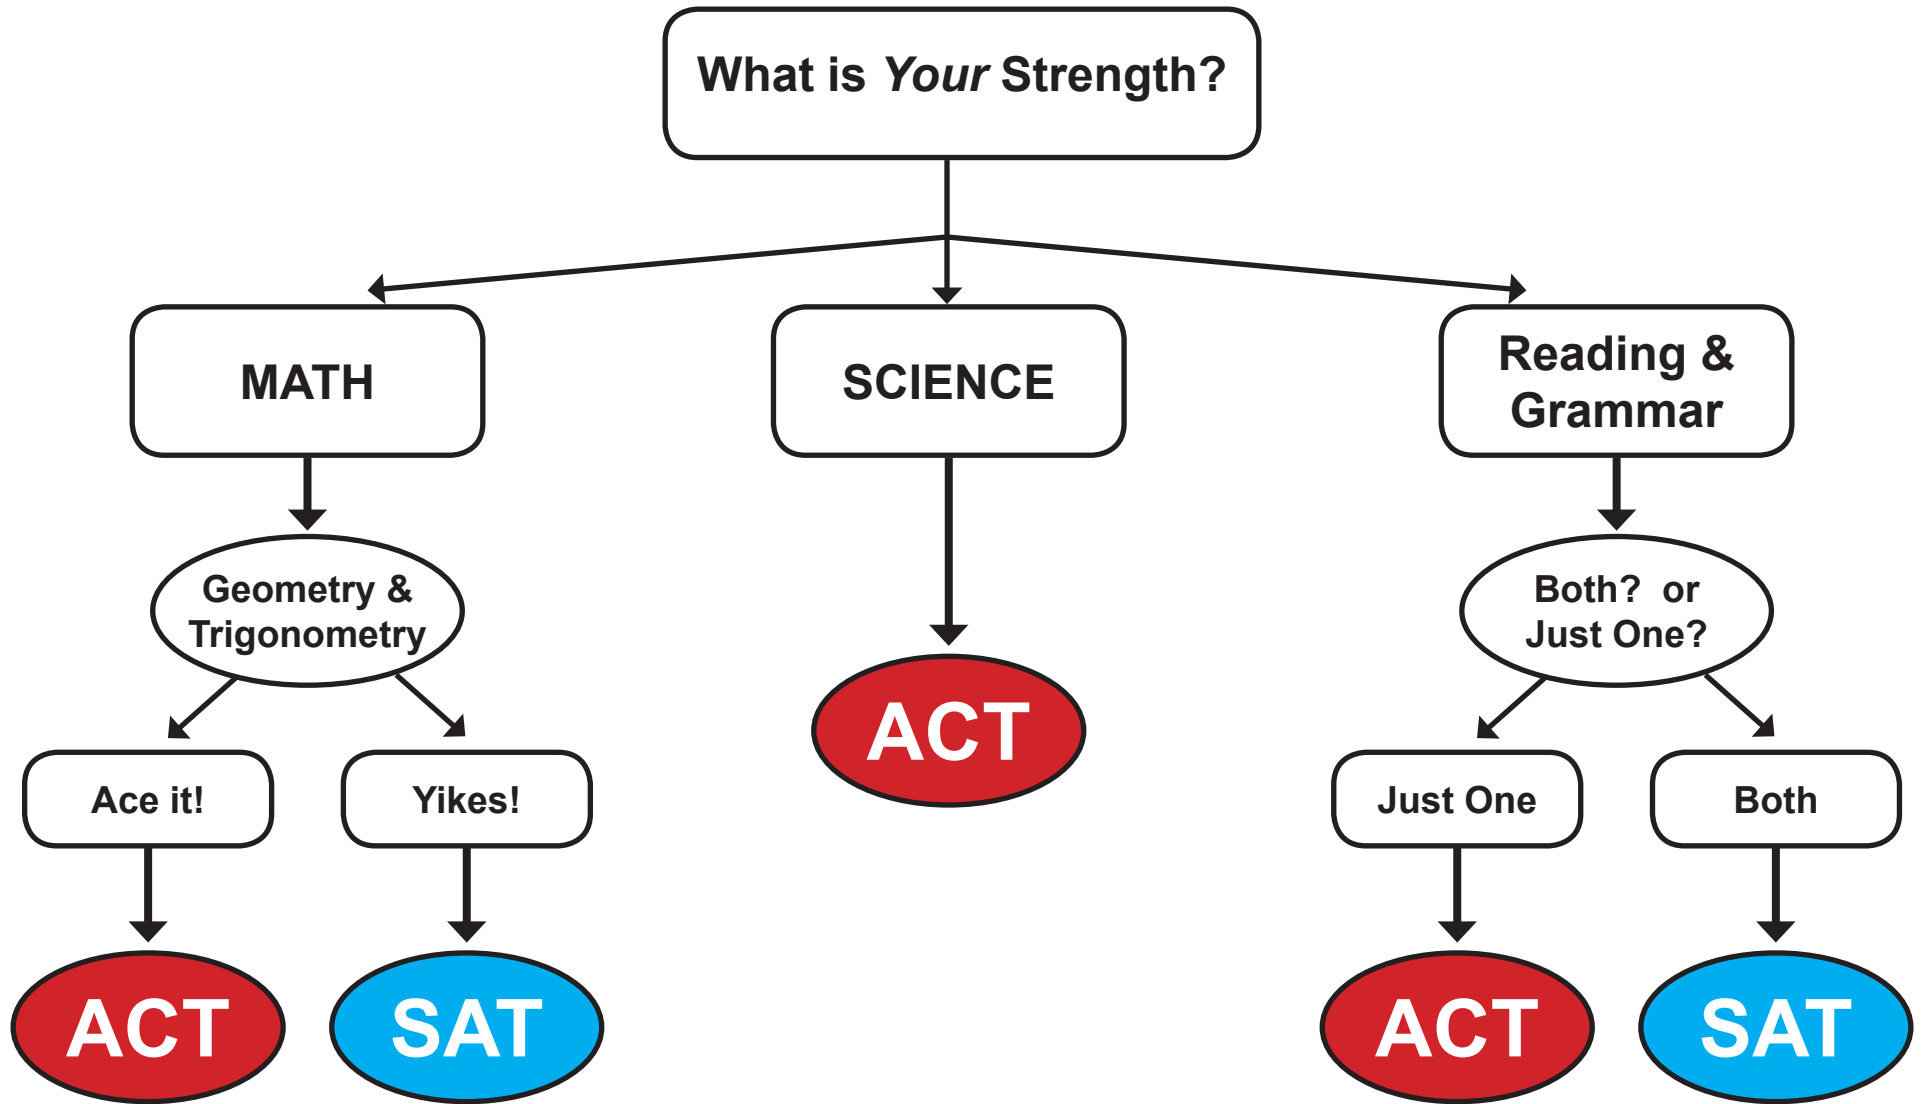 What is Your Strength?
MATH
SCIENCE
Reading &
Grammar
Geometry &
Trigonometry
Both? or
Just One?
ACT
Ace it!
Yikes!
Just One
Both
ACT
SAT
ACT
SAT